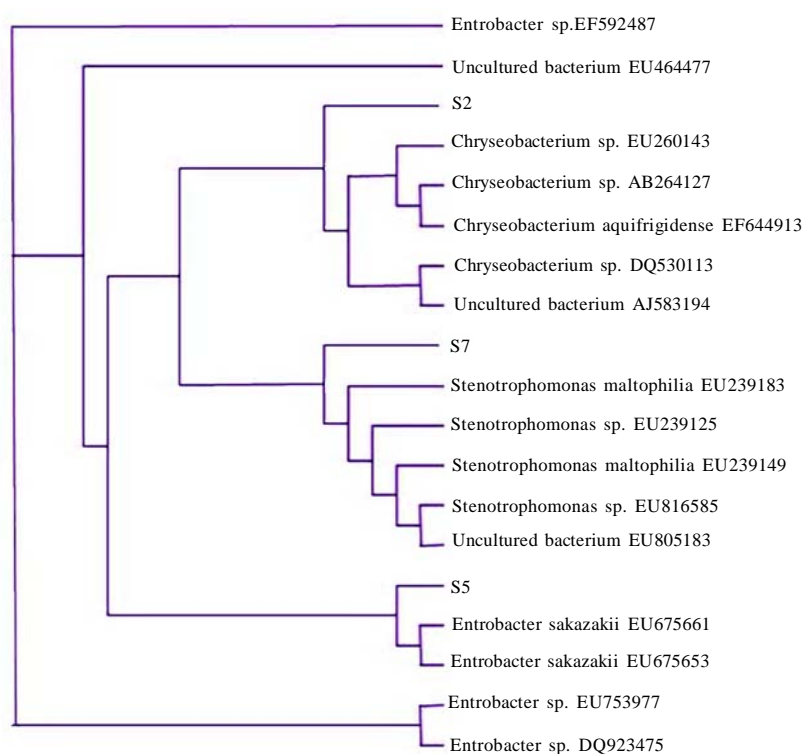 Entrobacter sp.EF592487
Uncultured bacterium EU464477
S2
Chryseobacterium sp. EU260143
Chryseobacterium sp. AB264127
Chryseobacterium aquifrigidense EF644913
Chryseobacterium sp. DQ530113
Uncultured bacterium AJ583194
S7
Stenotrophomonas maltophilia EU239183
Stenotrophomonas sp. EU239125
Stenotrophomonas maltophilia EU239149
Stenotrophomonas sp. EU816585
Uncultured bacterium EU805183
S5
Entrobacter sakazakii EU675661
Entrobacter sakazakii EU675653
Entrobacter sp. EU753977
Entrobacter sp. DQ923475